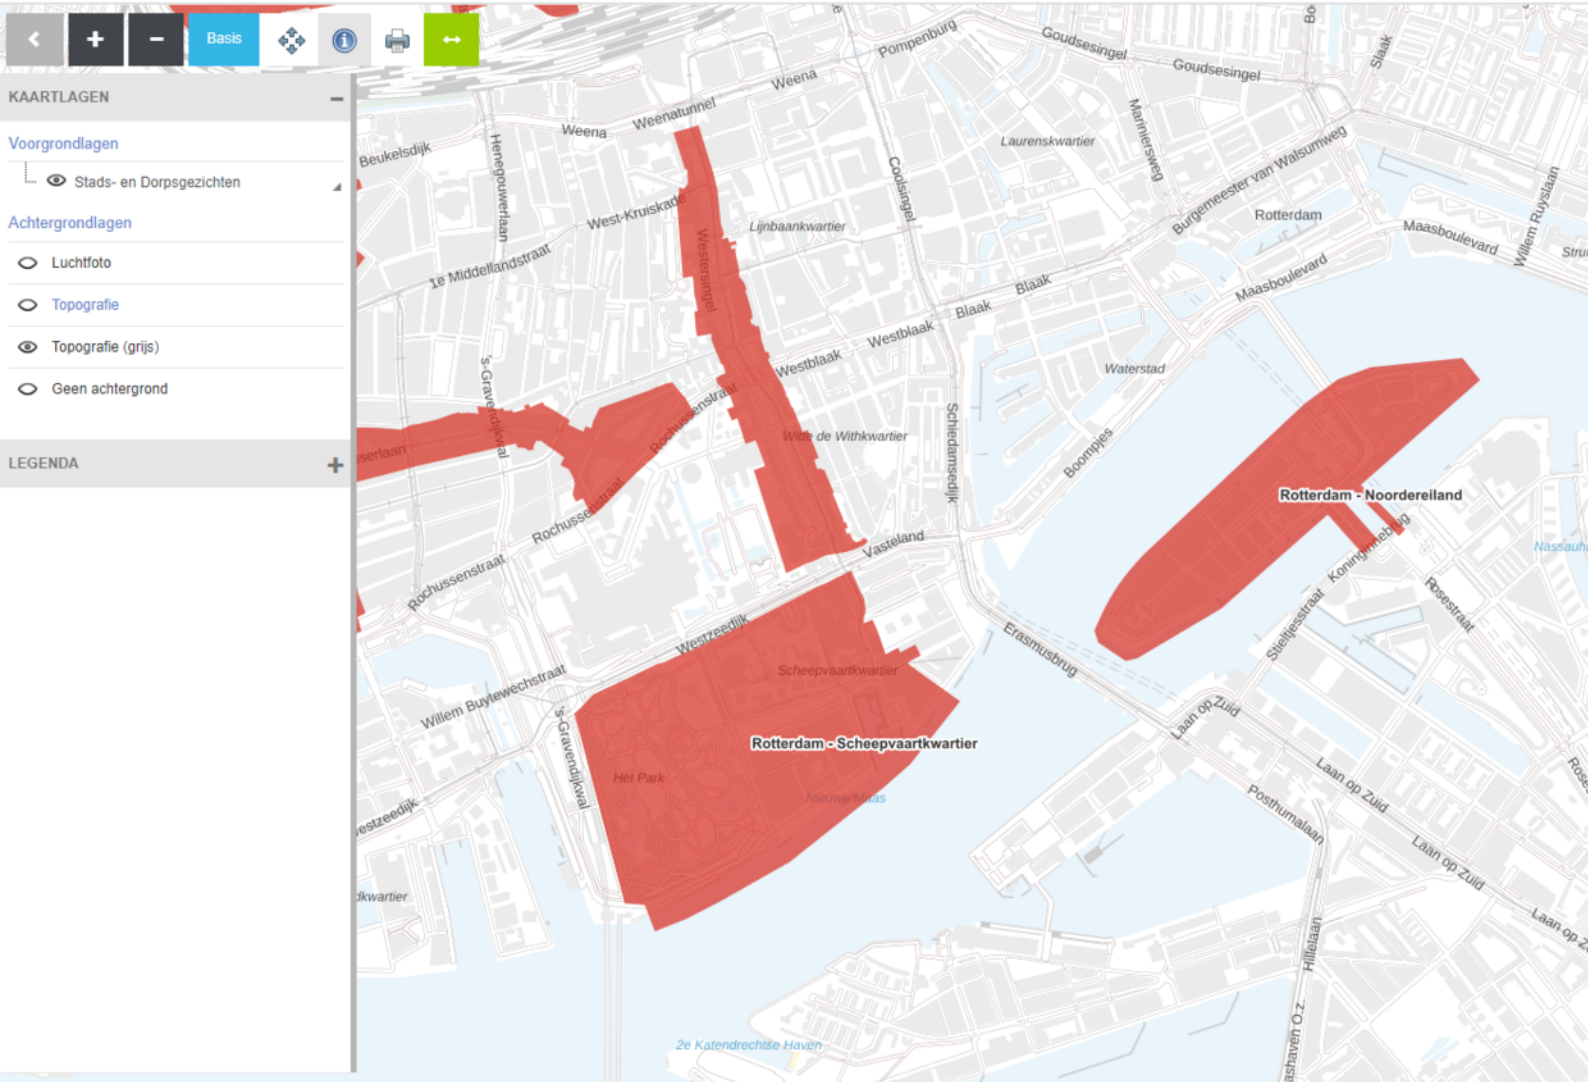 Basis
KAARTLAGEN
Voorgrondlagen
Stads- en Dorpsgezichten
Achtergrondlagen
Luchtfoto
Topografie
Topografie (grijs)
Geen achtergrond
LEGENDA
Pompenburg
Goudsesingel
Goudsesingel
Slaak
Weena
Weenatunnel
Weena
Beukelsdijk
Henegouwerlaan
Mariniersweg
Laurenskwartier
Burgemeester van Walsumweg
Coolsingel
West-Kruiskade
Lijnbaankwartier
Rotterdam
Willem Ruyslaan
Maasboulevard
Westersingel
1e Middellandstraat
Maasboulevard
Blaak
Blaak
Westblaak
Westblaak
Waterstad
's-Gravendijkwal
Rochussenstraat
Witte de Withkwartier
Schiedamsedijk
Boompjes
Rochussenstraat
Rotterdam - Noordereiland
Vasteland
Koninginnebrug
Rochussenstraat
Rosestraat
Stieltjesstraat
Westzeedijk
Erasmusbrug
Scheepvaartkwartier
Willem Buytewechstraat
Laan op Zuid
's-Gravendijkwal
Rotterdam - Scheepvaartkwartier
Het Park
Nieuwe Maas
Laan op Zuid
Posthumalaan
Laan op Zuid
Hillelaan
2e Katendrechtse Haven